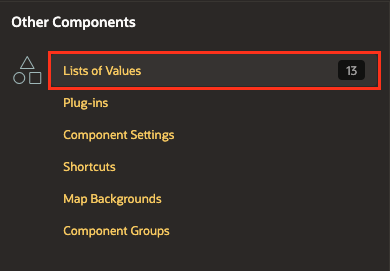 Other Components
Lists of Values 13
Plug-ins
Component Settings
Shortcuts
Map Backgrounds
Component Groups